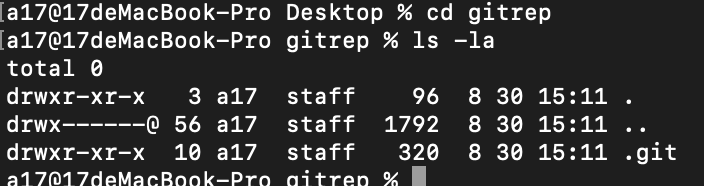 [a17@17deMacBook-Pro Desktop % cd gitrep
[a17@17deMacBook-Pro gitrep % ls -la
total 0
drwxr-xr-x   3 a17  staff    96  8 30 15:11 .
drwx------@ 56 a17  staff  1792  8 30 15:11 ..
drwxr-xr-x  10 a17  staff   320  8 30 15:11 .git
a17@17deMacBook-Pro gitrep %